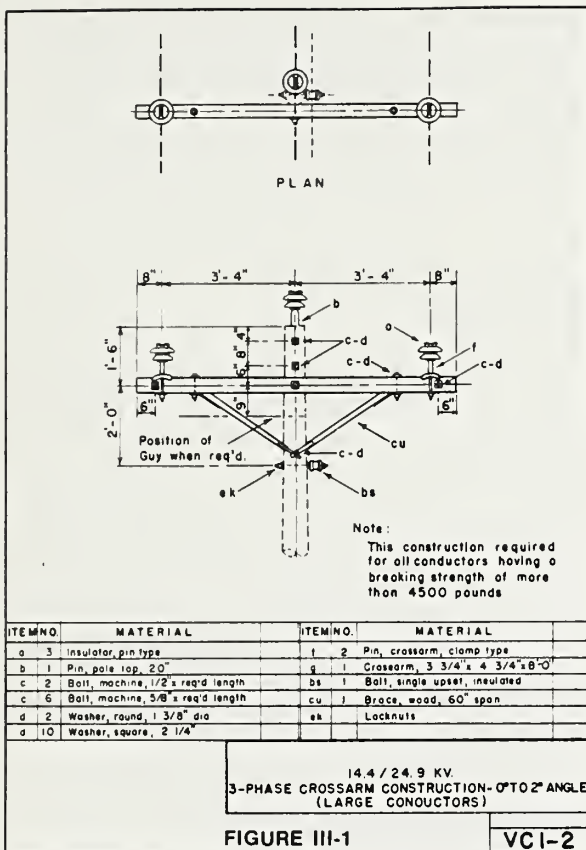 PLAN
8" 3'-4" 3'-4" 8"
b
a
f
c-d
c-d
c-d
1'-6"
4"
8"
6"
9"
2'-0"
6" 6"
Position of
Guy when req'd.
c-d
cu
ek
bs
Note:
This construction required
for all conductors having a
breaking strength of more
than 4500 pounds
ITEM NO. MATERIAL ITEM NO. MATERIAL
a 3 Insulator, pin type f 2 Pin, crossarm, clamp type
b 1 Pin, pole top, 20" g 1 Crossarm, 3 3/4" x 4 3/4" x 8'-0"
c 2 Bolt, machine, 1/2" x req'd length bs 1 Bolt, single upset, insulated
c 6 Bolt, machine, 5/8" x req'd length cu 1 Brace, wood, 60" span
d 2 Washer, round, 1 3/8" dia ek Locknuts
d 10 Washer, square, 2 1/4"
14.4 / 24.9 KV.
3-PHASE CROSSARM CONSTRUCTION-0° TO 2° ANGLE
(LARGE CONDUCTORS)
FIGURE III-1
VC1-2